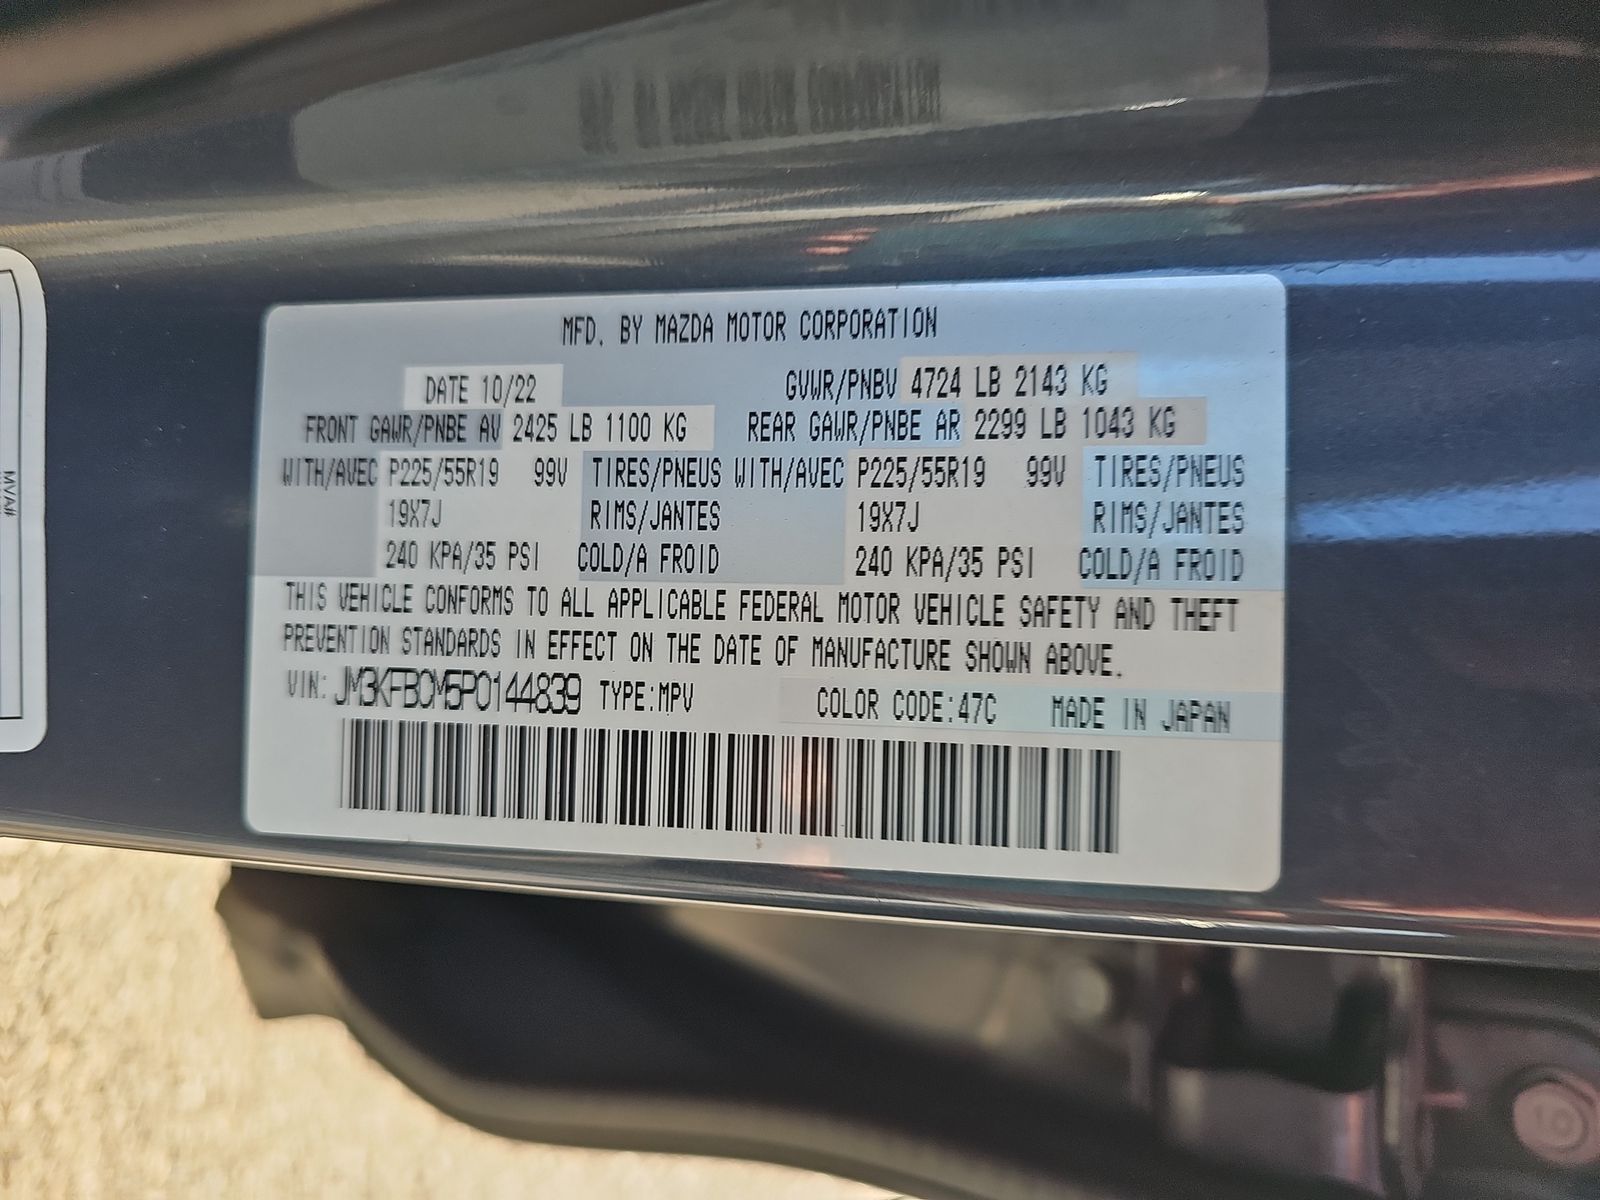 MFD. BY MAZDA MOTOR CORPORATION
DATE 10/22 GVWR/PNBV 4724 LB 2143 KG
FRONT GAWR/PNBE AV 2425 LB 1100 KG REAR GAWR/PNBE AR 2299 LB 1043 KG
WITH/AVEC P225/55R19 99V TIRES/PNEUS WITH/AVEC P225/55R19 99V TIRES/PNEUS
19X7J RIMS/JANTES 19X7J RIMS/JANTES
240 KPA/35 PSI COLD/A FROID 240 KPA/35 PSI COLD/A FROID
THIS VEHICLE CONFORMS TO ALL APPLICABLE FEDERAL MOTOR VEHICLE SAFETY AND THEFT
PREVENTION STANDARDS IN EFFECT ON THE DATE OF MANUFACTURE SHOWN ABOVE.
VIN: JM3KFBCM5P0144839 TYPE:MPV COLOR CODE:47C MADE IN JAPAN
MVA#
10